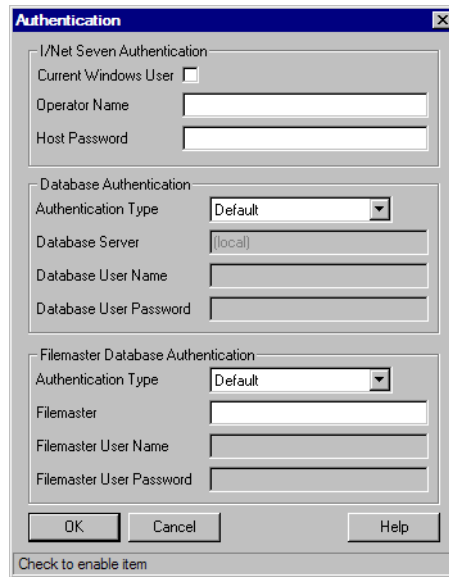 Authentication
I/Net Seven Authentication
Current Windows User
Operator Name
Host Password
Database Authentication
Authentication Type Default
Database Server (local)
Database User Name
Database User Password
Filemaster Database Authentication
Authentication Type Default
Filemaster
Filemaster User Name
Filemaster User Password
OK Cancel Help
Check to enable item